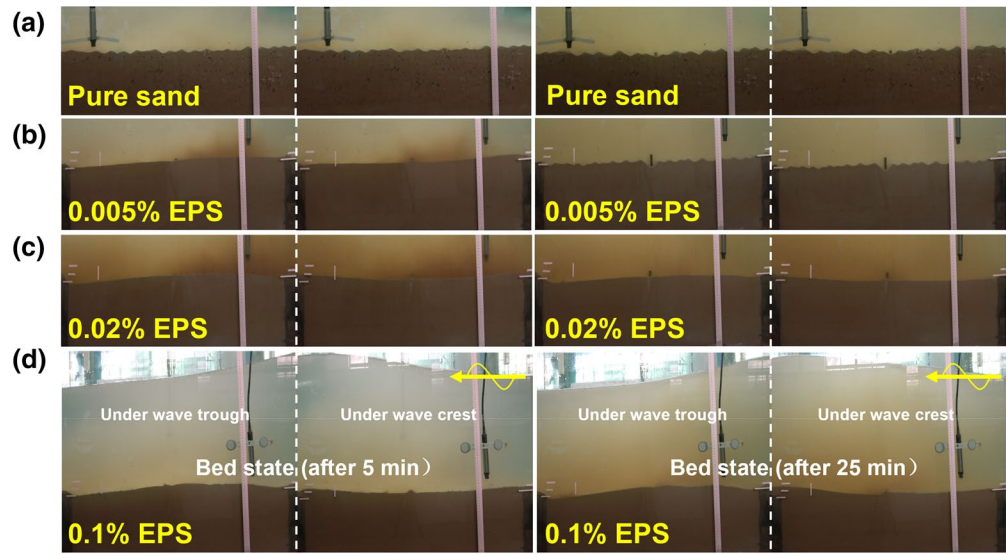 (a)
Pure sand
Pure sand
(b)
0.005% EPS
0.005% EPS
(c)
0.02% EPS
0.02% EPS
(d)
Under wave trough
Under wave crest
Under wave trough
Under wave crest
Bed state (after 5 min）
Bed state (after 25 min）
0.1% EPS
0.1% EPS